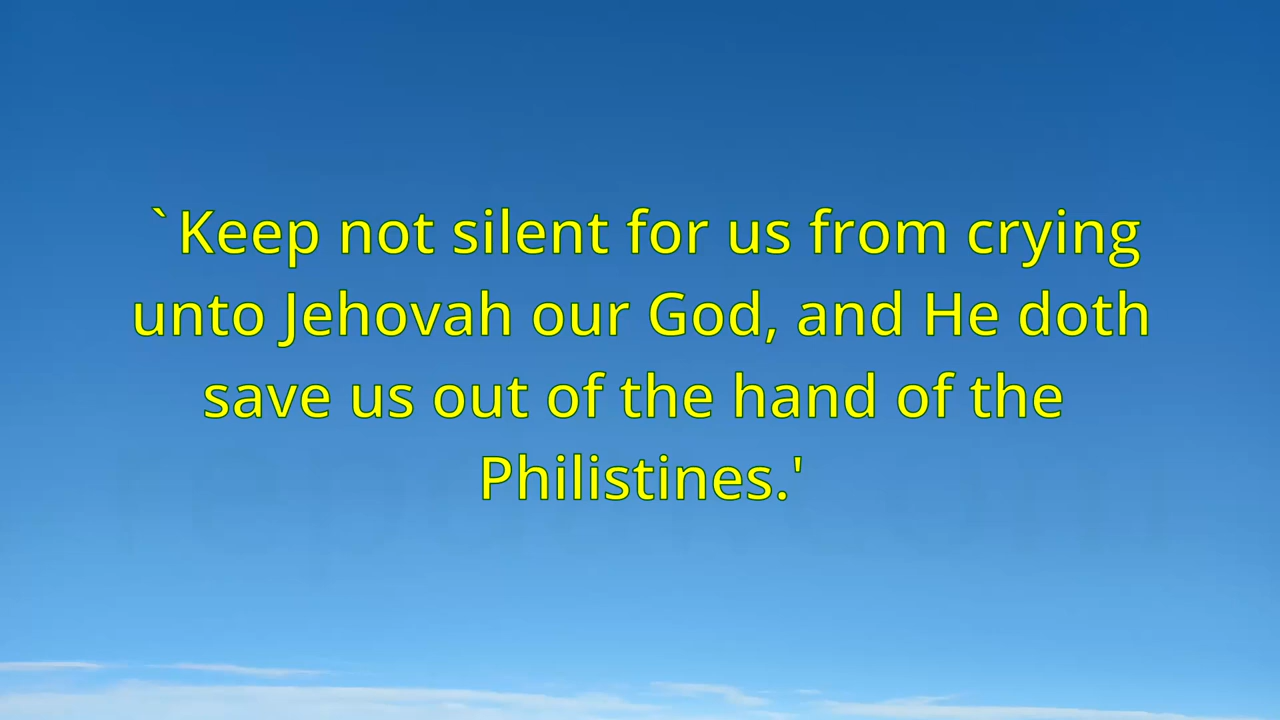 `Keep not silent for us from crying
unto Jehovah our God, and He doth
save us out of the hand of the
Philistines.'